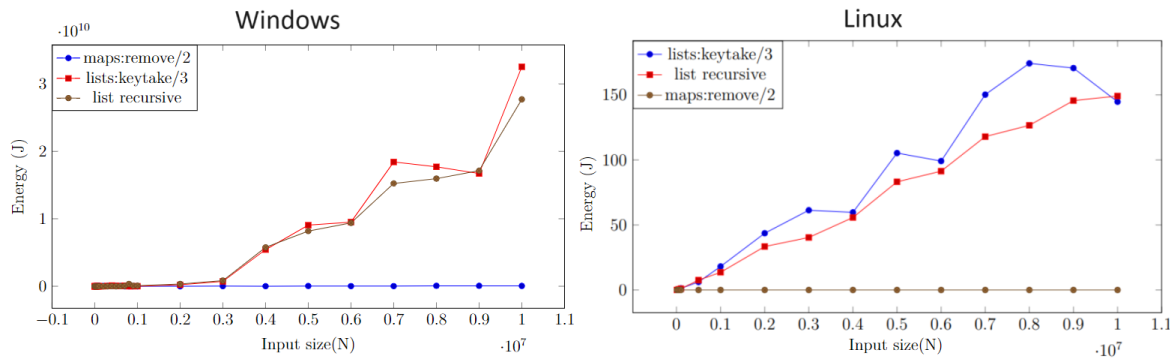 Windows
·10^10
maps:remove/2
lists:keytake/3
list recursive
3
2
1
0
Energy (J)
−0.1 0 0.1 0.2 0.3 0.4 0.5 0.6 0.7 0.8 0.9 1 1.1
Input size(N)
·10^7
Linux
lists:keytake/3
list recursive
maps:remove/2
150
100
50
0
Energy (J)
0 0.1 0.2 0.3 0.4 0.5 0.6 0.7 0.8 0.9 1 1.1
Input size(N)
·10^7